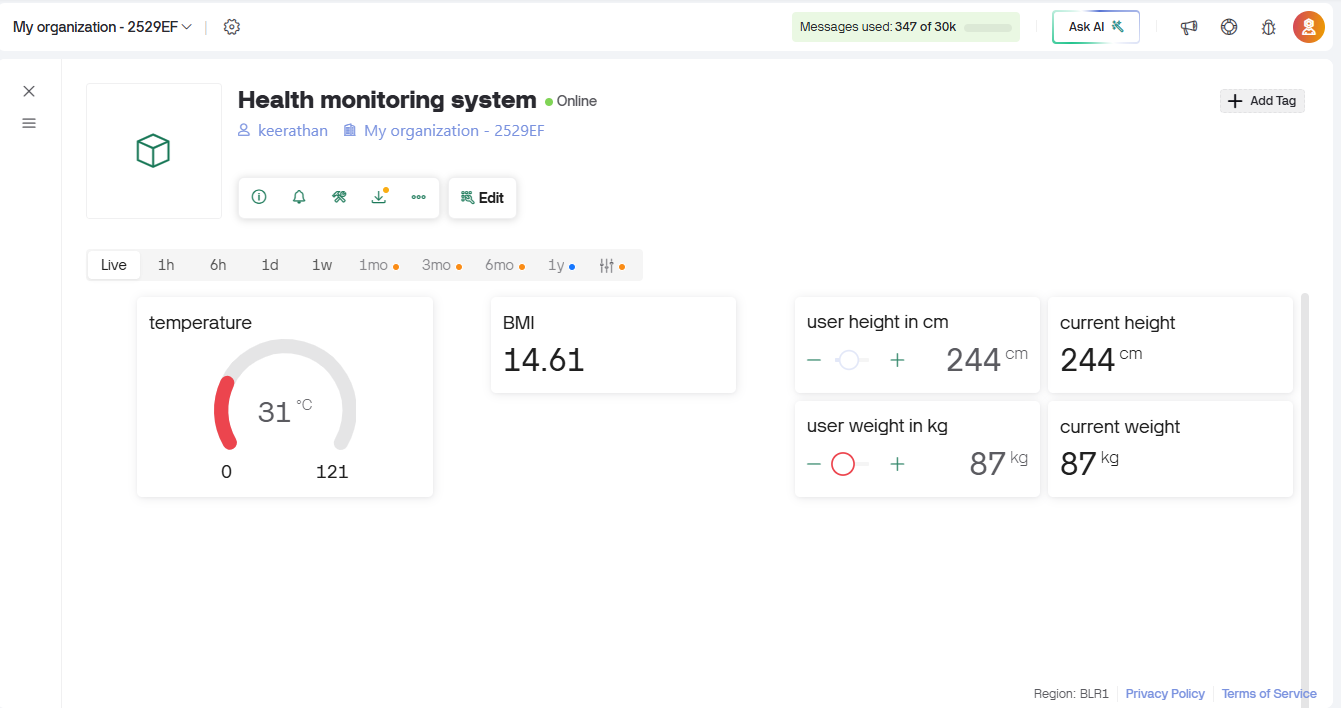 My organization - 2529EF
Messages used: 347 of 30k
Ask AI
Health monitoring system
Online
Add Tag
keerathan
My organization - 2529EF
Edit
Live 1h 6h 1d 1w 1mo 3mo 6mo 1y
temperature
31 °C
0 121
BMI
14.61
user height in cm
− + 244 cm
current height
244 cm
user weight in kg
− + 87 kg
current weight
87 kg
Region: BLR1 Privacy Policy Terms of Service